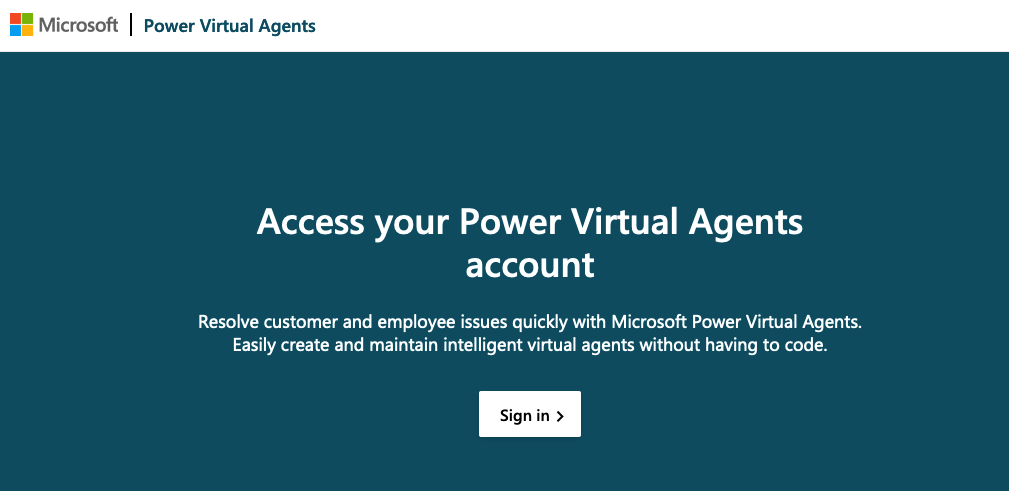 Microsoft | Power Virtual Agents
Access your Power Virtual Agents
account
Resolve customer and employee issues quickly with Microsoft Power Virtual Agents.
Easily create and maintain intelligent virtual agents without having to code.
Sign in >